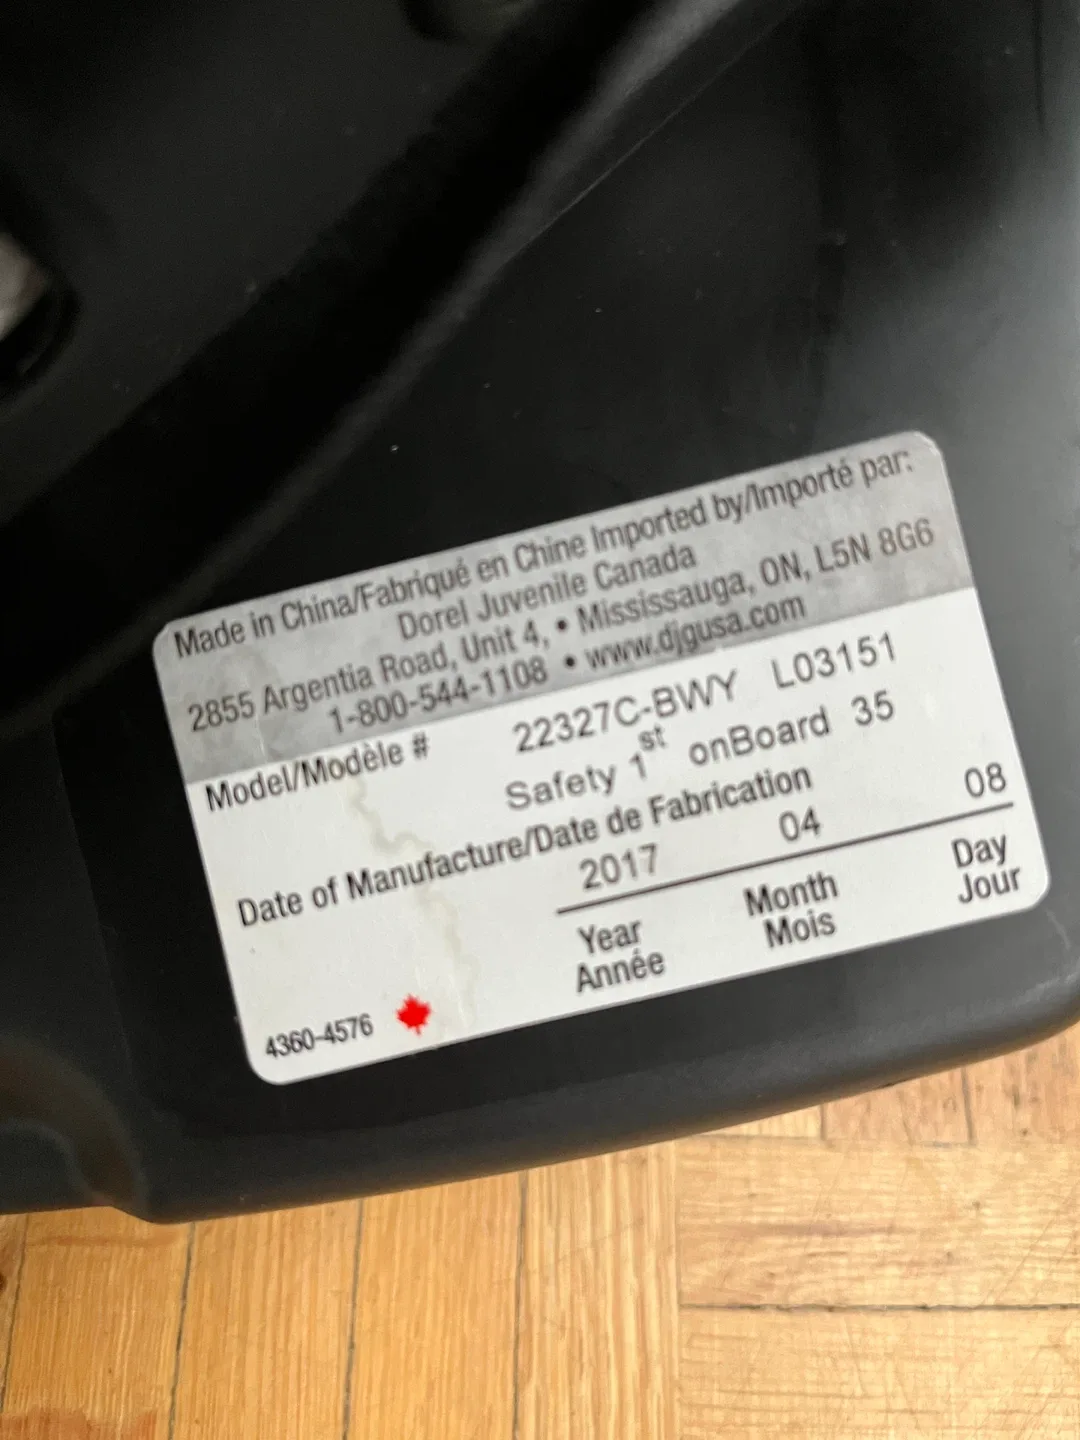 Made in China/Fabriqué en Chine Imported by/Importé par:
Dorel Juvenile Canada
2855 Argentia Road, Unit 4, • Mississauga, ON, L5N 8G6
1-800-544-1108 • www.djgusa.com
Model/Modèle # 22327C-BWY L03151
Safety 1st onBoard 35
Date of Manufacture/Date de Fabrication
2017 04 08
Year Month Day
Année Mois Jour
4360-4576